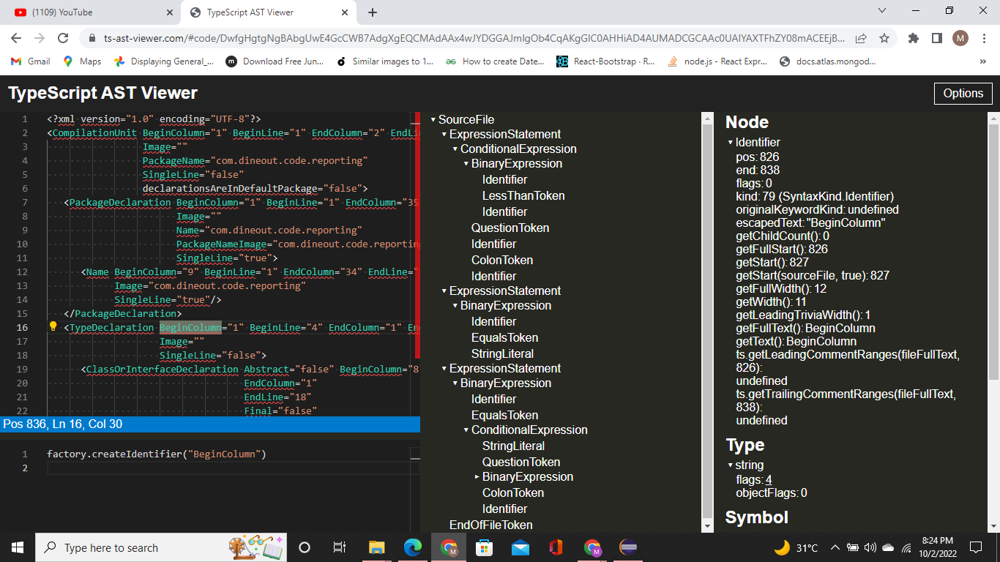 (1109) YouTube
TypeScript AST Viewer
ts-ast-viewer.com/#code/DwfgHgtgNgBAbgUwE4GcCWB7AdgXgEQCMAdAAx4wJYDGGAJmIgOb4CqAKgGIC0AHHiAD4AUMADCGCAAc0UAIYAXTFhZY08mACEEjB...
M
Gmail
Maps
Displaying General_...
Download Free Jun...
Similar images to 1...
How to create Date...
React-Bootstrap · R...
node.js - React Expr...
docs.atlas.mongod...
»
TypeScript AST Viewer
Options
1 <?xml version="1.0" encoding="UTF-8"?>
2 <CompilationUnit BeginColumn="1" BeginLine="1" EndColumn="2" EndLi
3 Image=""
4 PackageName="com.dineout.code.reporting"
5 SingleLine="false"
6 declarationsAreInDefaultPackage="false">
7 <PackageDeclaration BeginColumn="1" BeginLine="1" EndColumn="35
8 Image=""
9 Name="com.dineout.code.reporting"
10 PackageNameImage="com.dineout.code.reportin
11 SingleLine="true">
12 <Name BeginColumn="9" BeginLine="1" EndColumn="34" EndLine=
13 Image="com.dineout.code.reporting"
14 SingleLine="true"/>
15 </PackageDeclaration>
16 <TypeDeclaration BeginColumn="1" BeginLine="4" EndColumn="1" En
17 Image=""
18 SingleLine="false">
19 <ClassOrInterfaceDeclaration Abstract="false" BeginColumn="8
20 EndColumn="1"
21 EndLine="18"
22 Final="false"
Pos 836, Ln 16, Col 30
1 factory.createIdentifier("BeginColumn")
2
SourceFile
ExpressionStatement
ConditionalExpression
BinaryExpression
Identifier
LessThanToken
Identifier
QuestionToken
Identifier
ColonToken
Identifier
ExpressionStatement
BinaryExpression
Identifier
EqualsToken
StringLiteral
ExpressionStatement
BinaryExpression
Identifier
EqualsToken
ConditionalExpression
StringLiteral
QuestionToken
BinaryExpression
ColonToken
Identifier
EndOfFileToken
Node
Identifier
pos: 826
end: 838
flags: 0
kind: 79 (SyntaxKind.Identifier)
originalKeywordKind: undefined
escapedText: "BeginColumn"
getChildCount(): 0
getFullStart(): 826
getStart(): 827
getStart(sourceFile, true): 827
getFullWidth(): 12
getWidth(): 11
getLeadingTriviaWidth(): 1
getFullText(): BeginColumn
getText(): BeginColumn
ts.getLeadingCommentRanges(fileFullText,
826):
undefined
ts.getTrailingCommentRanges(fileFullText,
838):
undefined
Type
string
flags: 4
objectFlags: 0
Symbol
Type here to search
31°C
8:24 PM
10/2/2022